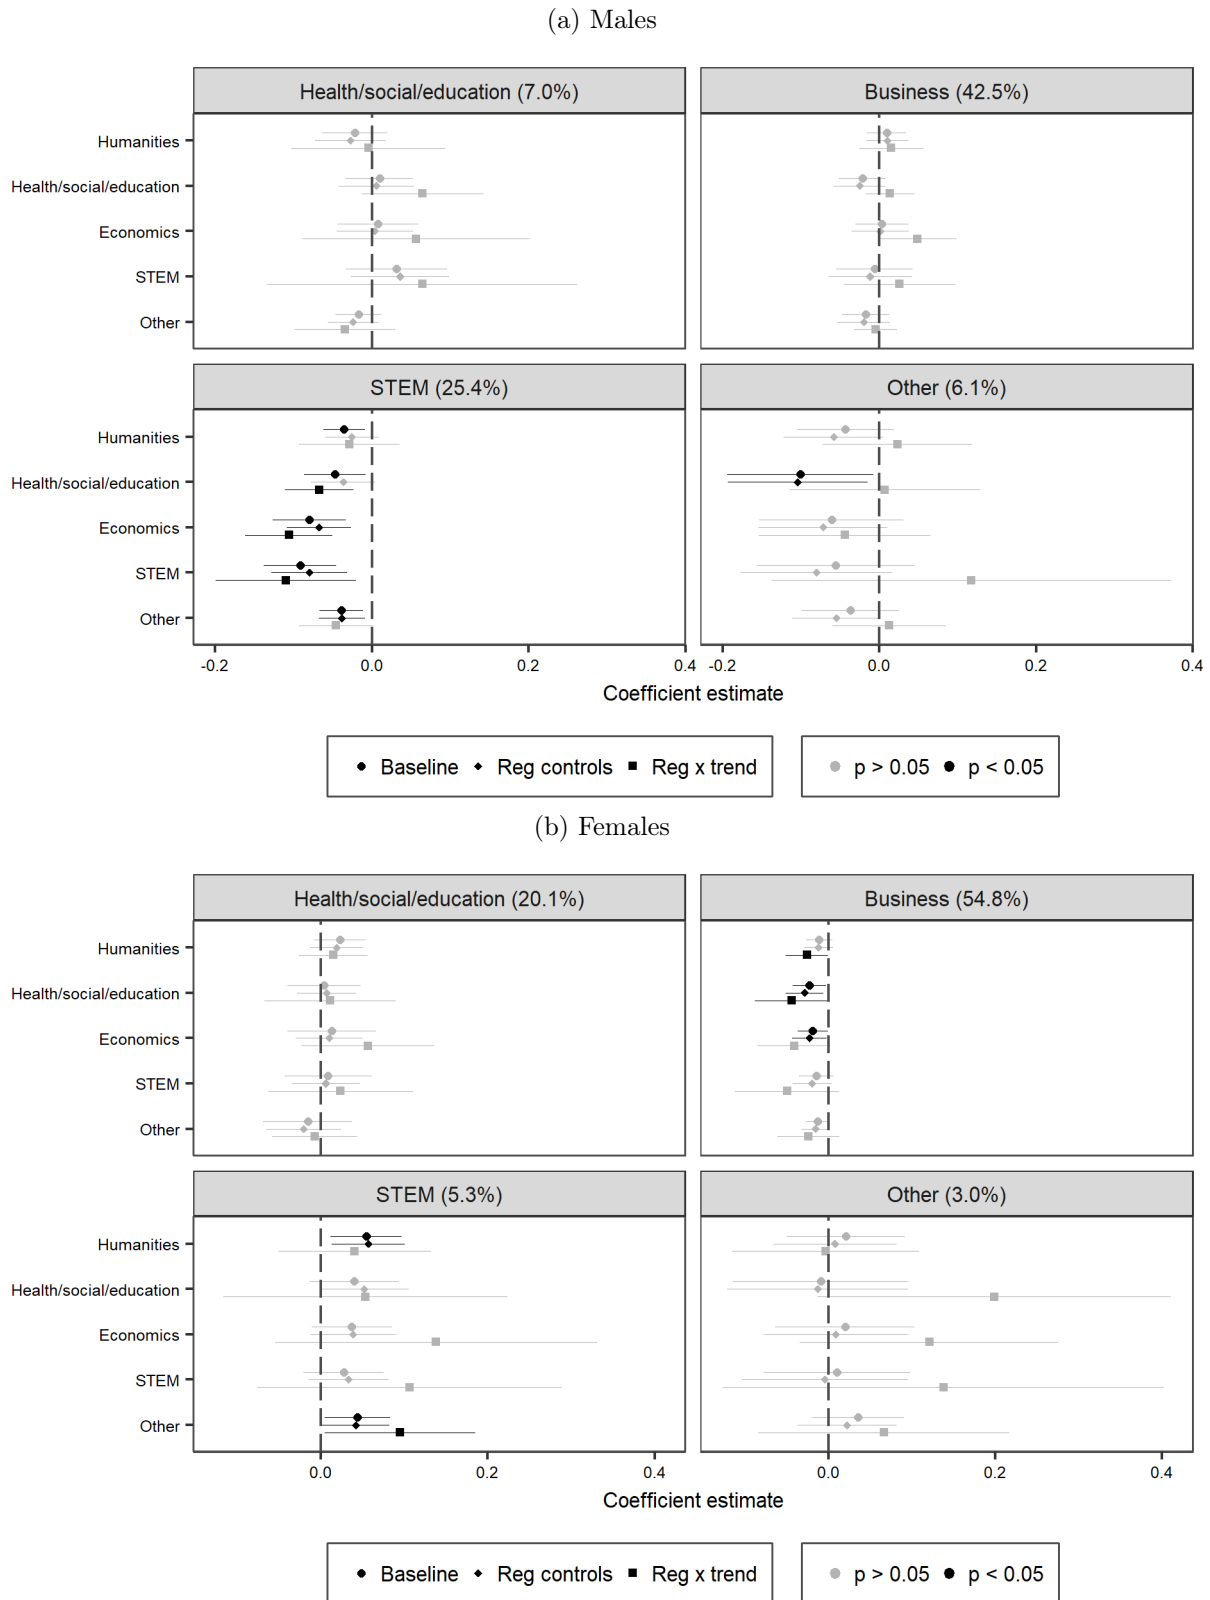 (a) Males
Health/social/education (7.0%) Business (42.5%)
Humanities
Health/social/education
Economics
STEM
Other
STEM (25.4%) Other (6.1%)
Humanities
Health/social/education
Economics
STEM
Other
-0.2 0.0 0.2 0.4 -0.2 0.0 0.2 0.4
Coefficient estimate
Baseline Reg controls Reg x trend p > 0.05 p < 0.05
(b) Females
Health/social/education (20.1%) Business (54.8%)
Humanities
Health/social/education
Economics
STEM
Other
STEM (5.3%) Other (3.0%)
Humanities
Health/social/education
Economics
STEM
Other
0.0 0.2 0.4 0.0 0.2 0.4
Coefficient estimate
Baseline Reg controls Reg x trend p > 0.05 p < 0.05